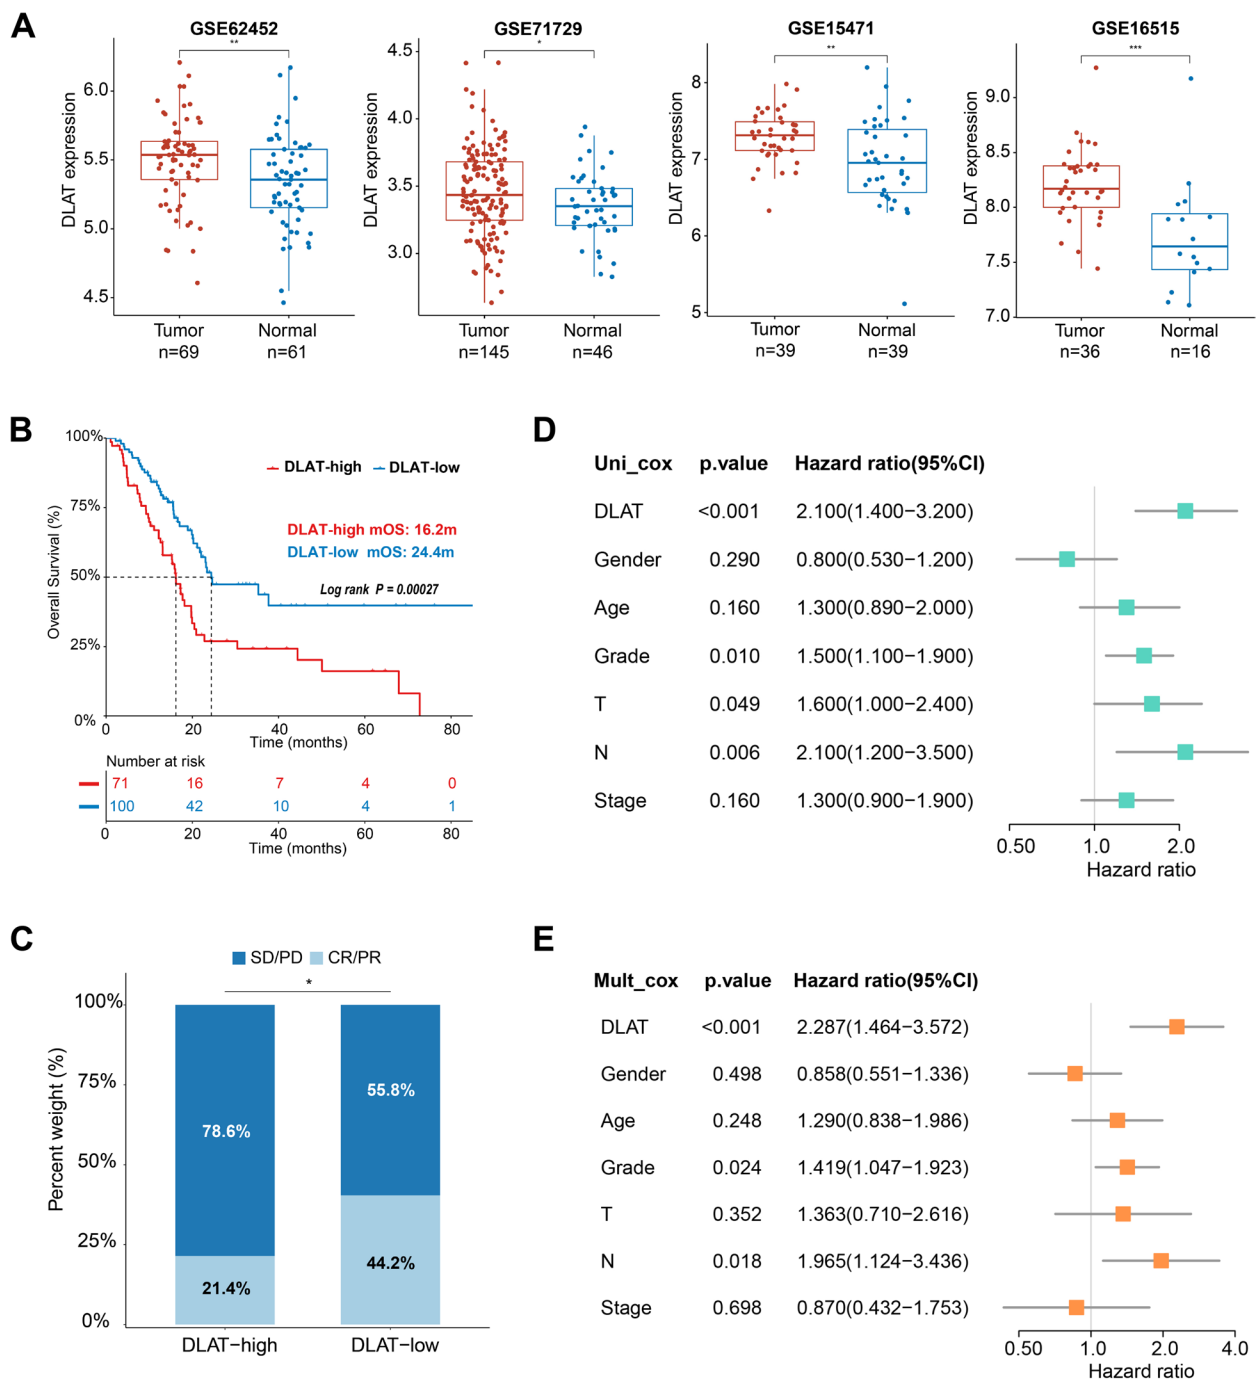 A
GSE62452
GSE71729
GSE15471
GSE16515
**
*
**
***
DLAT expression
6.0
5.5
5.0
4.5
Tumor
Normal
n=69
n=61
DLAT expression
4.5
4.0
3.5
3.0
Tumor
Normal
n=145
n=46
DLAT expression
8
7
6
5
Tumor
Normal
n=39
n=39
DLAT expression
9.0
8.5
8.0
7.5
7.0
Tumor
Normal
n=36
n=16
B
100%
75%
50%
25%
0%
Overall Survival (%)
DLAT-high DLAT-low
DLAT-high mOS: 16.2m
DLAT-low mOS: 24.4m
Log rank P = 0.00027
0 20 40 60 80
Time (months)
Number at risk
71 16 7 4 0
100 42 10 4 1
0 20 40 60 80
Time (months)
D
Uni_cox p.value Hazard ratio(95%CI)
DLAT <0.001 2.100(1.400−3.200)
Gender 0.290 0.800(0.530−1.200)
Age 0.160 1.300(0.890−2.000)
Grade 0.010 1.500(1.100−1.900)
T 0.049 1.600(1.000−2.400)
N 0.006 2.100(1.200−3.500)
Stage 0.160 1.300(0.900−1.900)
0.50 1.0 2.0
Hazard ratio
C
SD/PD CR/PR
*
100%
75%
50%
25%
0%
Percent weight (%)
78.6%
21.4%
55.8%
44.2%
DLAT−high DLAT−low
E
Mult_cox p.value Hazard ratio(95%CI)
DLAT <0.001 2.287(1.464−3.572)
Gender 0.498 0.858(0.551−1.336)
Age 0.248 1.290(0.838−1.986)
Grade 0.024 1.419(1.047−1.923)
T 0.352 1.363(0.710−2.616)
N 0.018 1.965(1.124−3.436)
Stage 0.698 0.870(0.432−1.753)
0.50 1.0 2.0 4.0
Hazard ratio